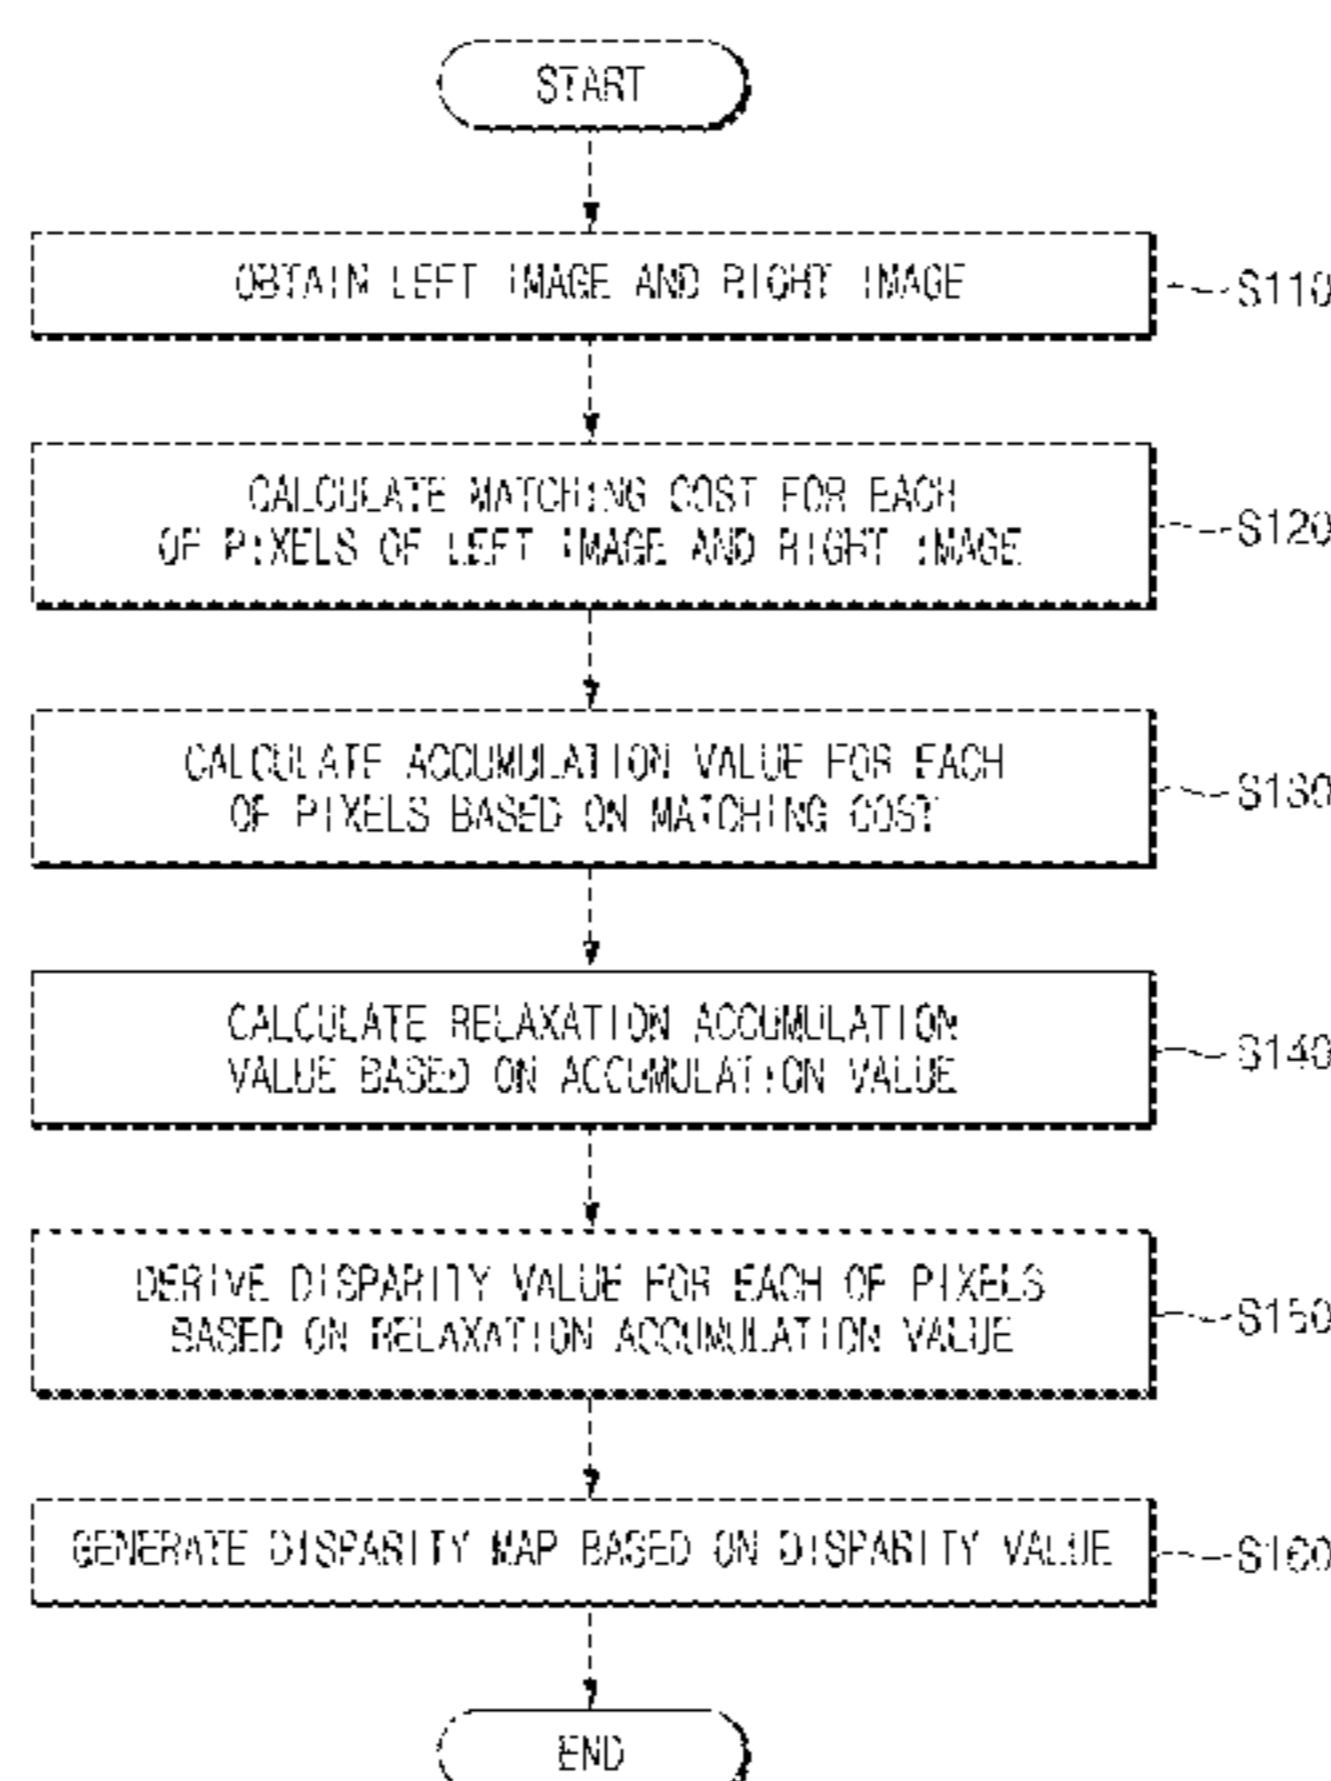 START
OBTAIN LEFT IMAGE AND RIGHT IMAGE
S110
CALCULATE MATCHING COST FOR EACH
OF PIXELS OF LEFT IMAGE AND RIGHT IMAGE
S120
CALCULATE ACCUMULATION VALUE FOR EACH
OF PIXELS BASED ON MATCHING COST
S130
CALCULATE RELAXATION ACCUMULATION
VALUE BASED ON ACCUMULATION VALUE
S140
DERIVE DISPARITY VALUE FOR EACH OF PIXELS
BASED ON RELAXATION ACCUMULATION VALUE
S150
GENERATE DISPARITY MAP BASED ON DISPARITY VALUE
S160
END